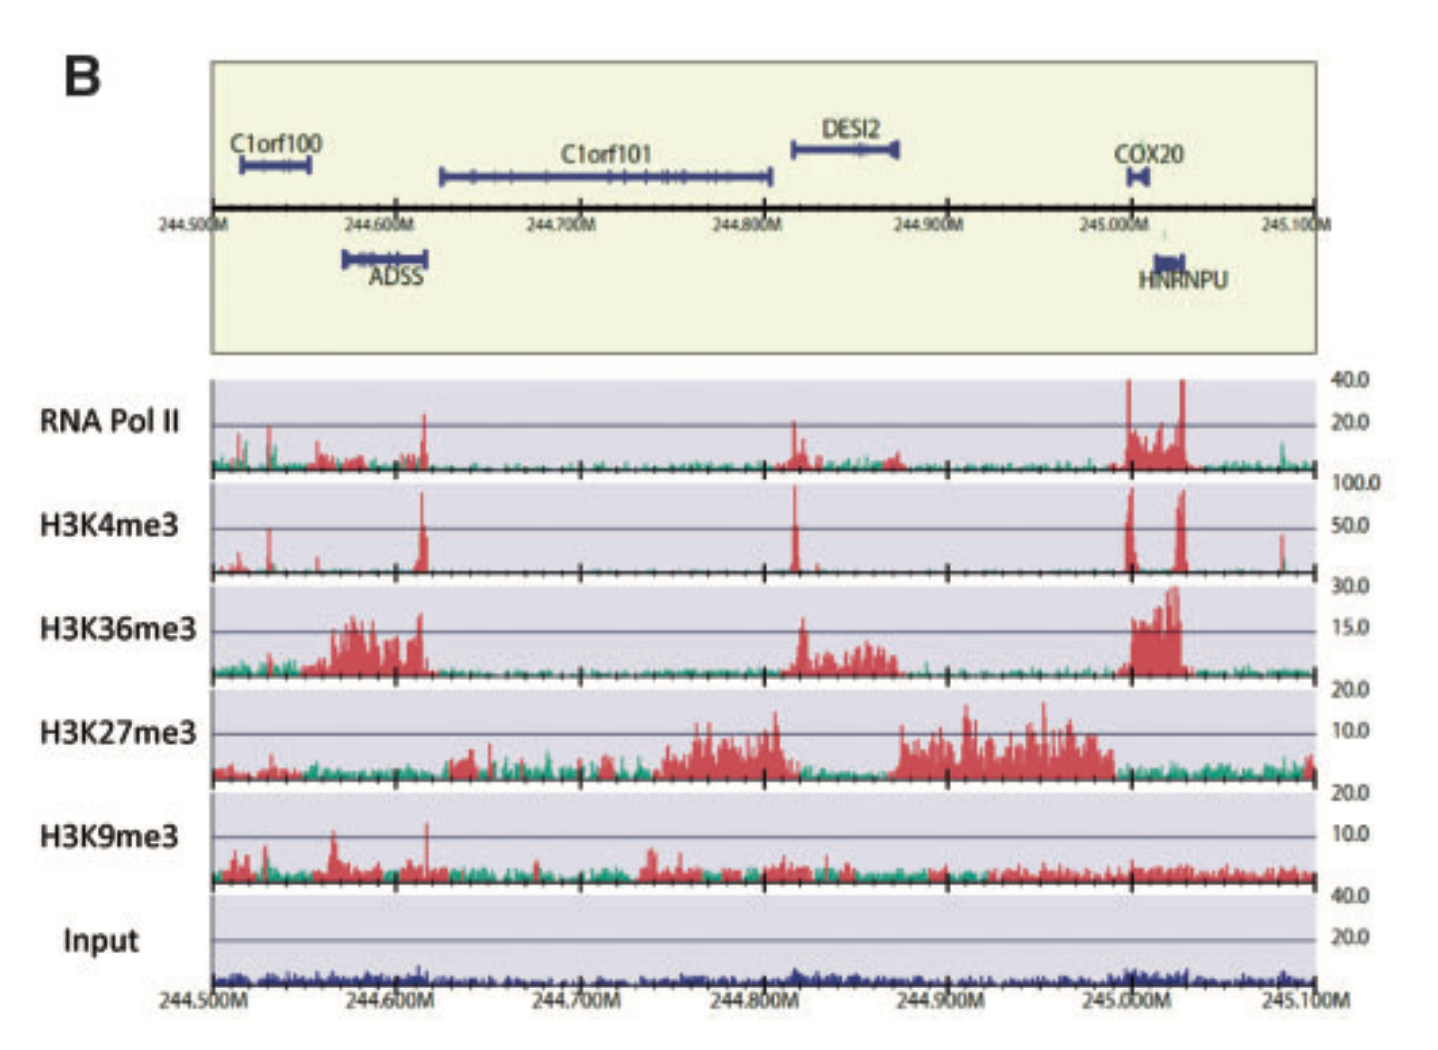 B
C1orf100
C1orf101
DESI2
COX20
244.500M 244.600M 244.700M 244.800M 244.900M 245.000M 245.100M
ADSS
HNRNPU
RNA Pol II
40.0
20.0
H3K4me3
100.0
50.0
H3K36me3
30.0
15.0
H3K27me3
20.0
10.0
H3K9me3
20.0
10.0
Input
40.0
20.0
244.500M 244.600M 244.700M 244.800M 244.900M 245.000M 245.100M